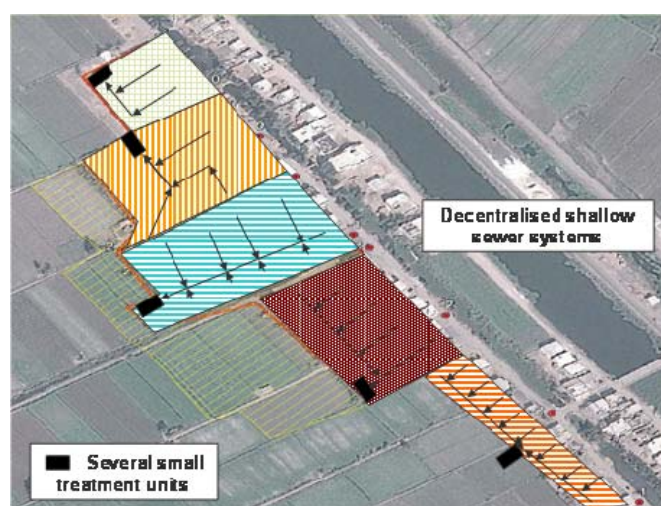 Decentralised shallow
sewer systems
Several small
treatment units